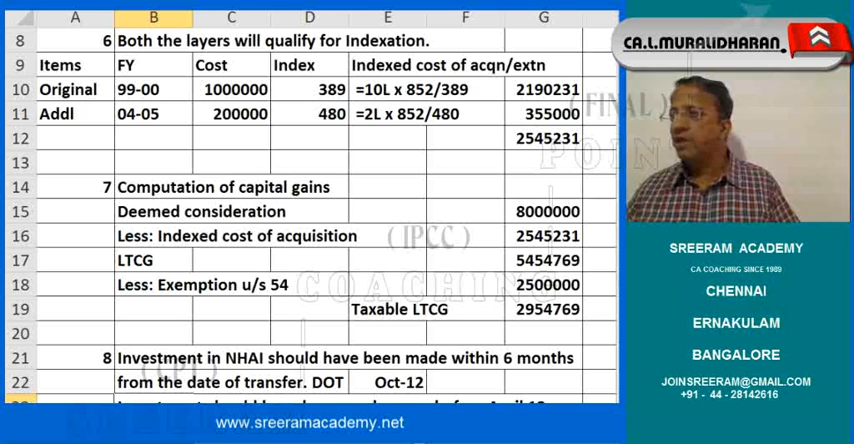 A B C D E F G
8 6 Both the layers will qualify for Indexation.
9 Items FY Cost Index Indexed cost of acqn/extn
10 Original 99-00 1000000 389 =10L x 852/389 2190231
11 Addl 04-05 200000 480 =2L x 852/480 355000
12 2545231
13
14 7 Computation of capital gains
15 Deemed consideration 8000000
16 Less: Indexed cost of acquisition 2545231
17 LTCG 5454769
18 Less: Exemption u/s 54 2500000
19 Taxable LTCG 2954769
20
21 8 Investment in NHAI should have been made within 6 months
22 from the date of transfer. DOT Oct-12
(FINAL)
POINT
(IPCC)
COACHING
(CPT)
www.sreeramacademy.net
CA.L.MURALIDHARAN.
SREERAM ACADEMY
CA COACHING SINCE 1989
CHENNAI
ERNAKULAM
BANGALORE
JOINSREERAM@GMAIL.COM
+91 - 44 - 28142616